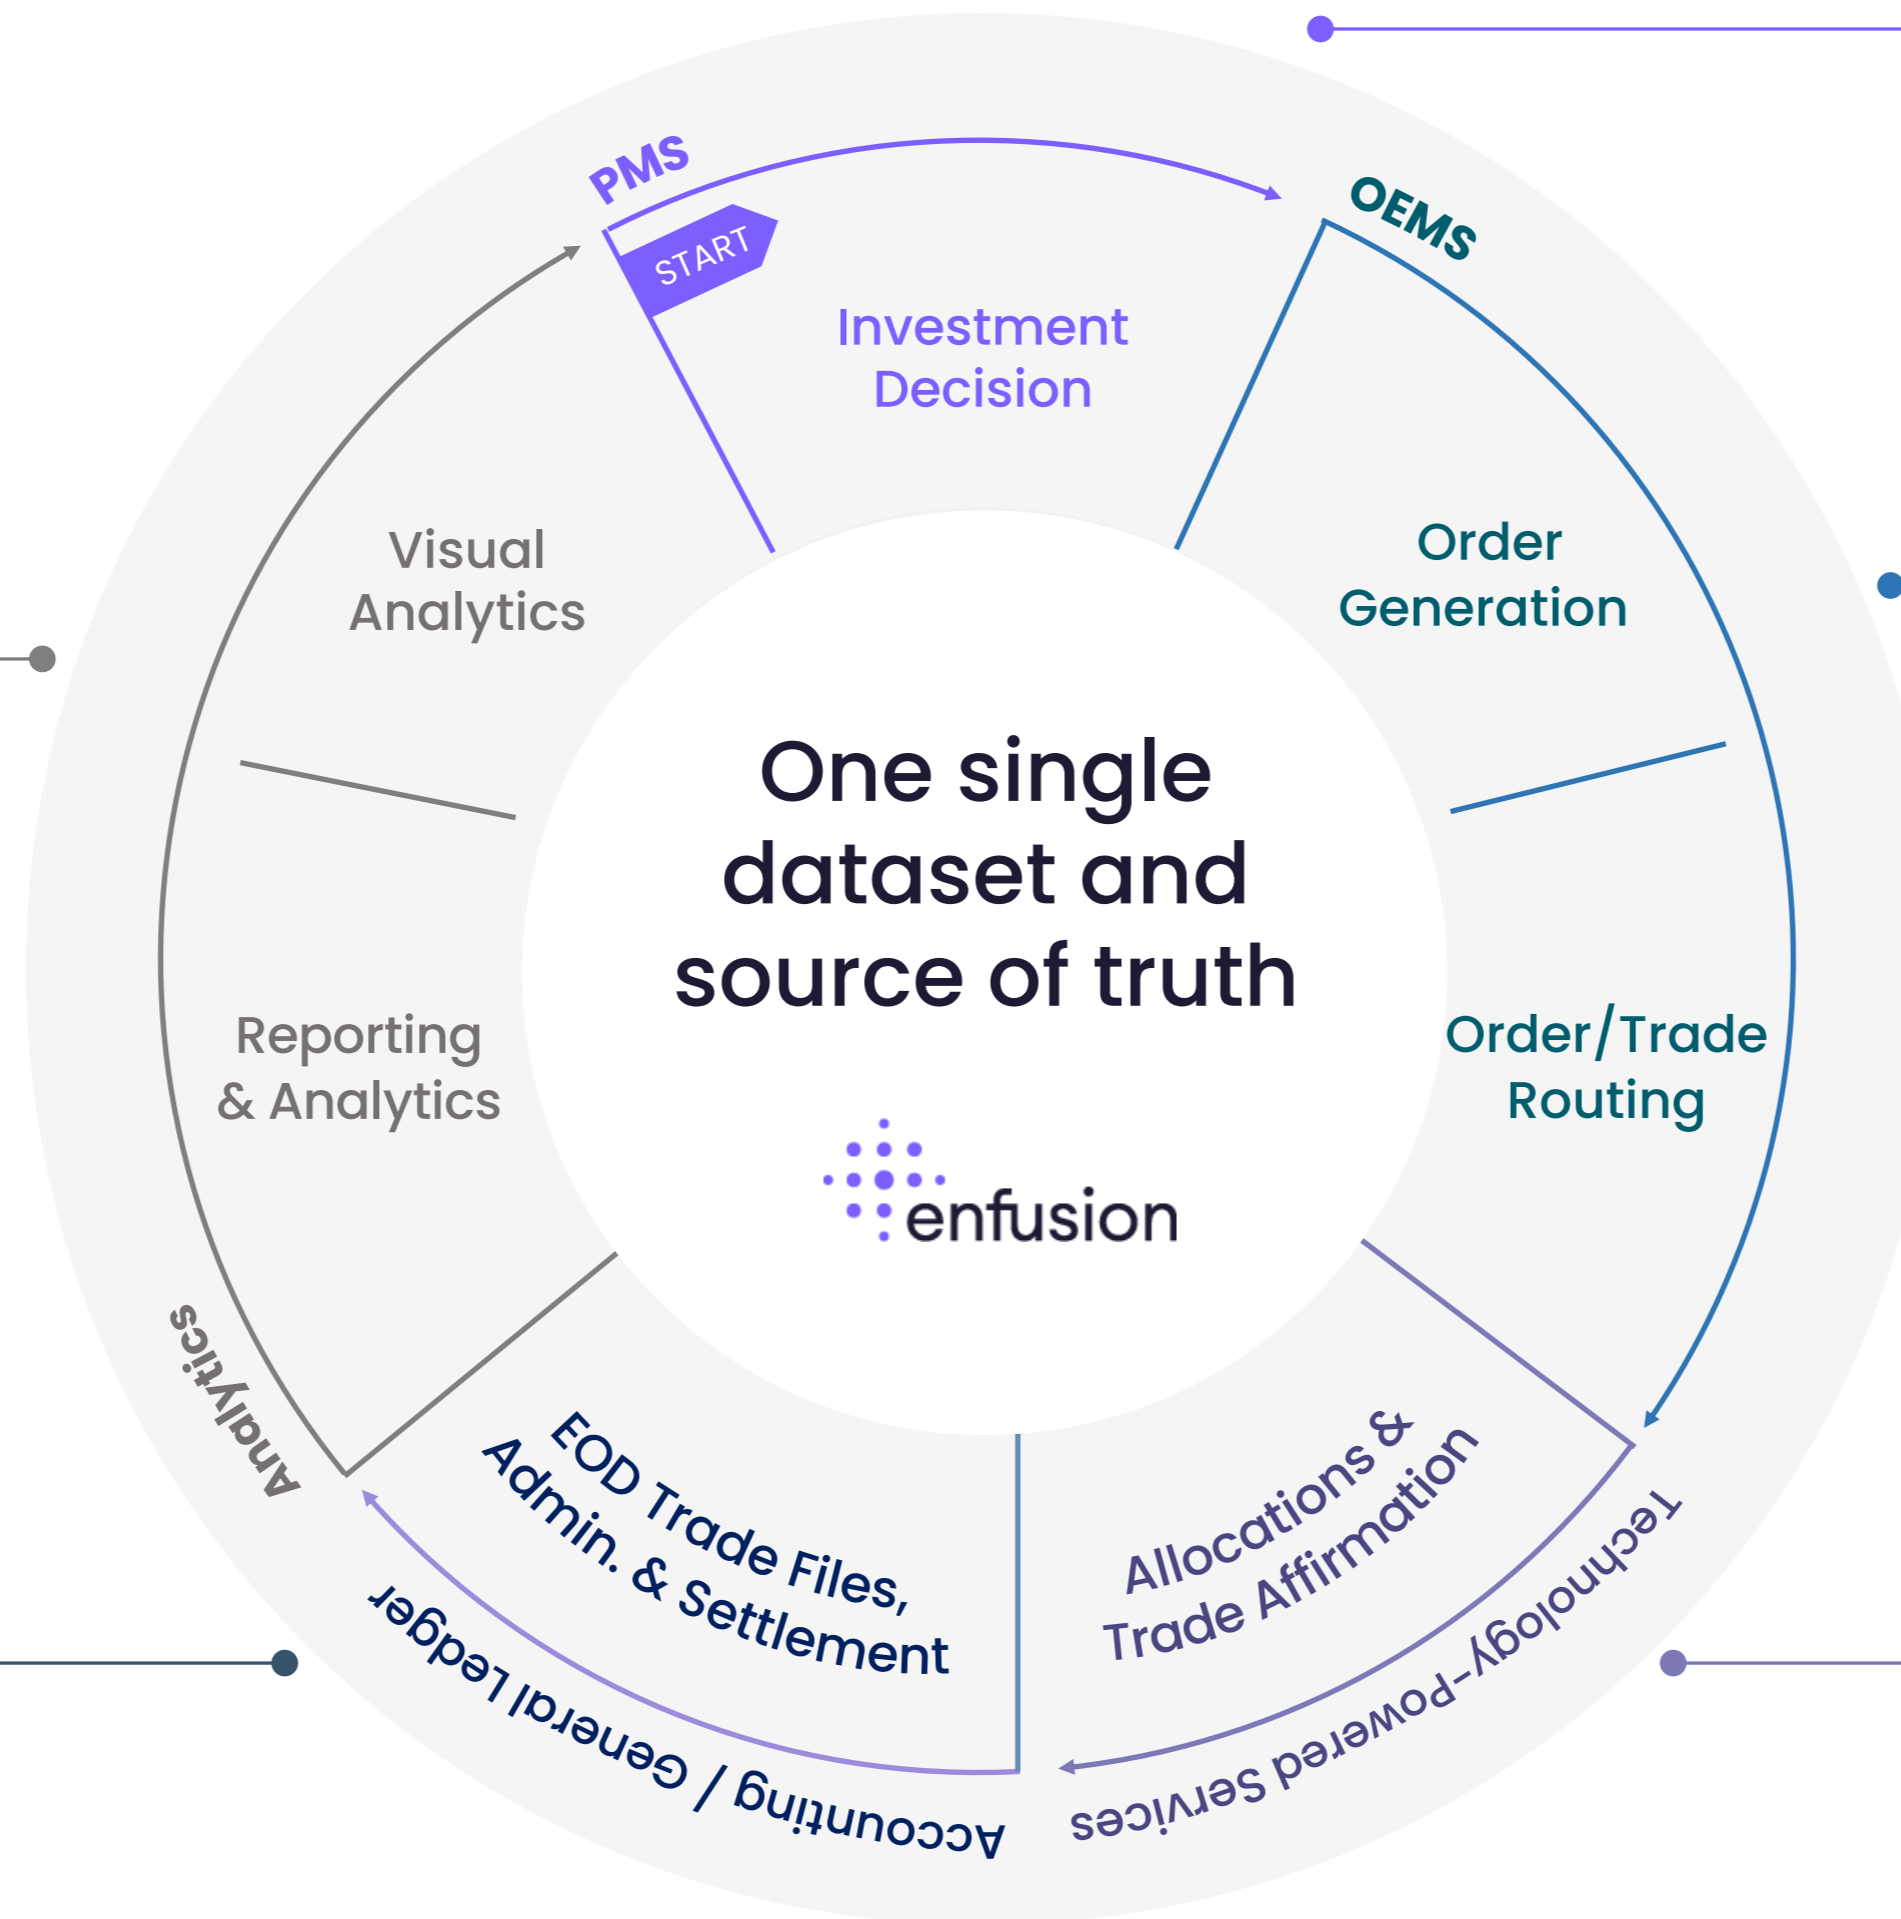 PMS
START
Investment
Decision
OEMS
Order
Generation
Order/Trade
Routing
Technology-Powered Services
Allocations &
Trade Affirmation
Accounting / General Ledger
EOD Trade Files,
Admin. & Settlement
Analytics
Reporting
& Analytics
Visual
Analytics
One single
dataset and
source of truth
enfusion